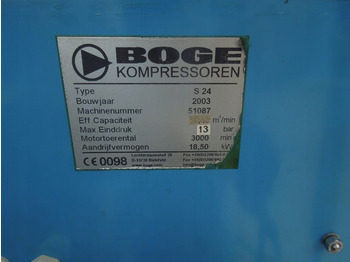 BOGE
KOMPRESSOREN
Type S 24
Bouwjaar 2003
Machinenummer 51087
Eff. Capaciteit m³/min
Max. Einddruk 13 bar
Motortoerental 3000 min
Aandrijfvermogen 18,50 kW
CE 0098